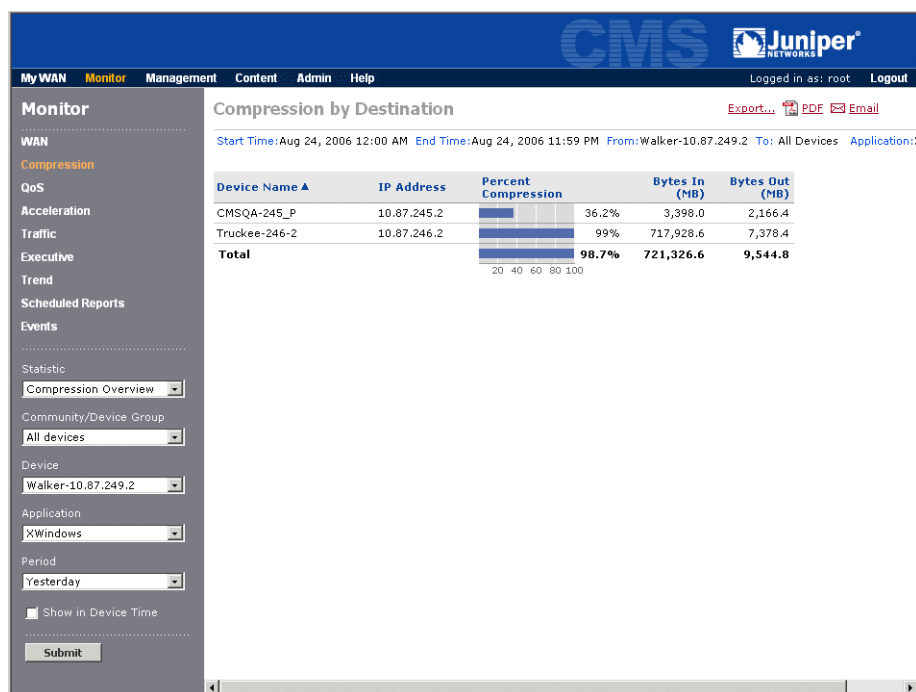 CMS
Juniper
NETWORKS
My WAN Monitor Management Content Admin Help Logged in as: root Logout
Monitor
WAN
Compression
QoS
Acceleration
Traffic
Executive
Trend
Scheduled Reports
Events
Statistic
Compression Overview
Community/Device Group
All devices
Device
Walker-10.87.249.2
Application
XWindows
Period
Yesterday
Show in Device Time
Submit
Compression by Destination
Export... PDF Email
Start Time:Aug 24, 2006 12:00 AM End Time:Aug 24, 2006 11:59 PM From:Walker-10.87.249.2 To: All Devices Application:
Device Name IP Address Percent Compression Bytes In (MB) Bytes Out (MB)
CMSQA-245_P 10.87.245.2 36.2% 3,398.0 2,166.4
Truckee-246-2 10.87.246.2 99% 717,928.6 7,378.4
Total 98.7% 721,326.6 9,544.8
20 40 60 80 100